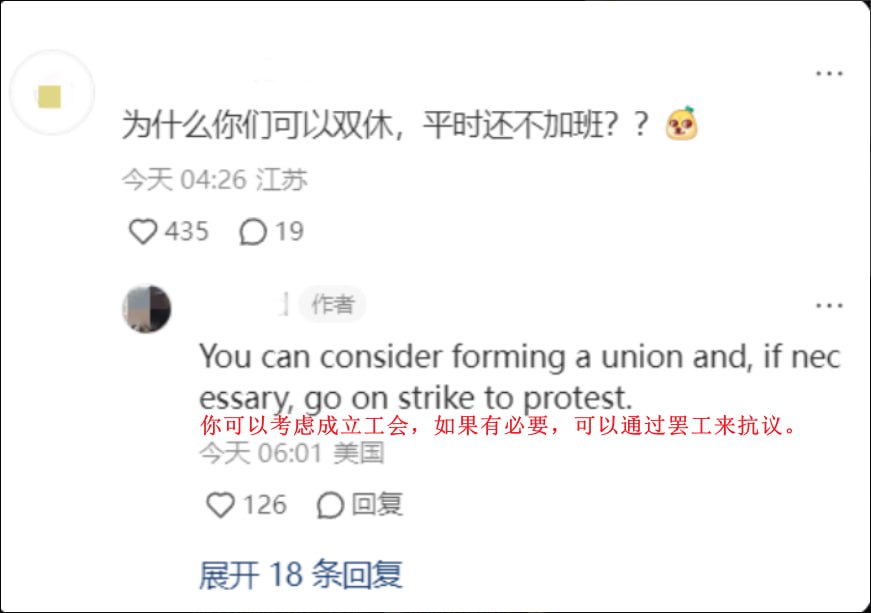 为什么你们可以双休，平时还不加班？？
今天 04:26 江苏
435 19
作者
You can consider forming a union and, if nec
essary, go on strike to protest.
你可以考虑成立工会，如果有必要，可以通过罢工来抗议。
今天 06:01 美国
126 回复
展开 18 条回复